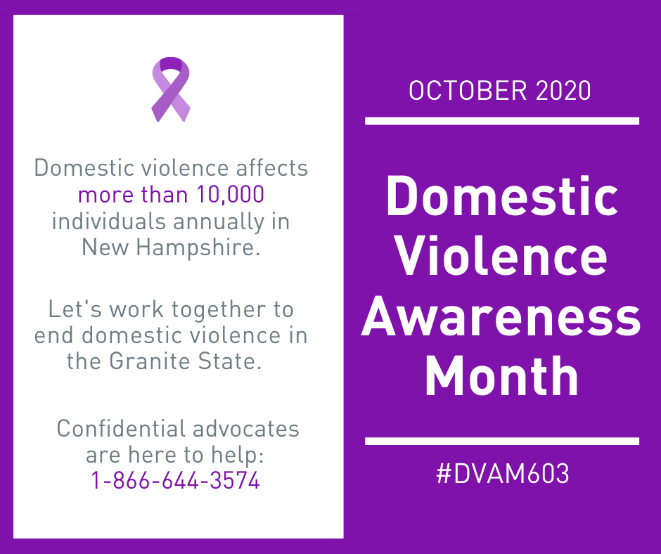 Domestic violence affects
more than 10,000
individuals annually in
New Hampshire.
Let's work together to
end domestic violence in
the Granite State.
Confidential advocates
are here to help:
1-866-644-3574
OCTOBER 2020
Domestic
Violence
Awareness
Month
#DVAM603